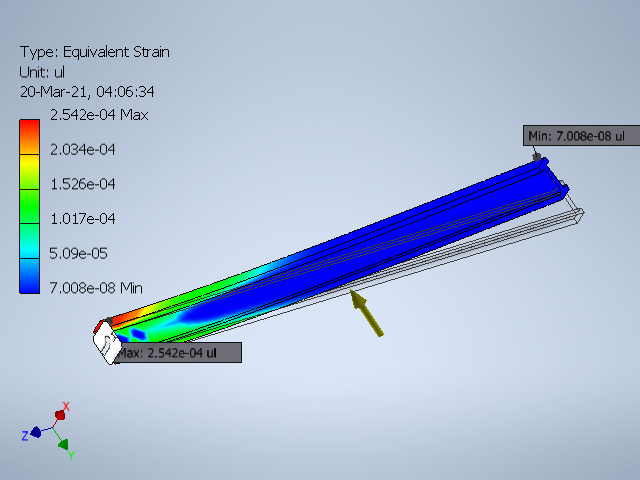 Type: Equivalent Strain
Unit: ul
20-Mar-21, 04:06:34
2.542e-04 Max
2.034e-04
1.526e-04
1.017e-04
5.09e-05
7.008e-08 Min
Min: 7.008e-08 ul
Max: 2.542e-04 ul
X
Z
Y